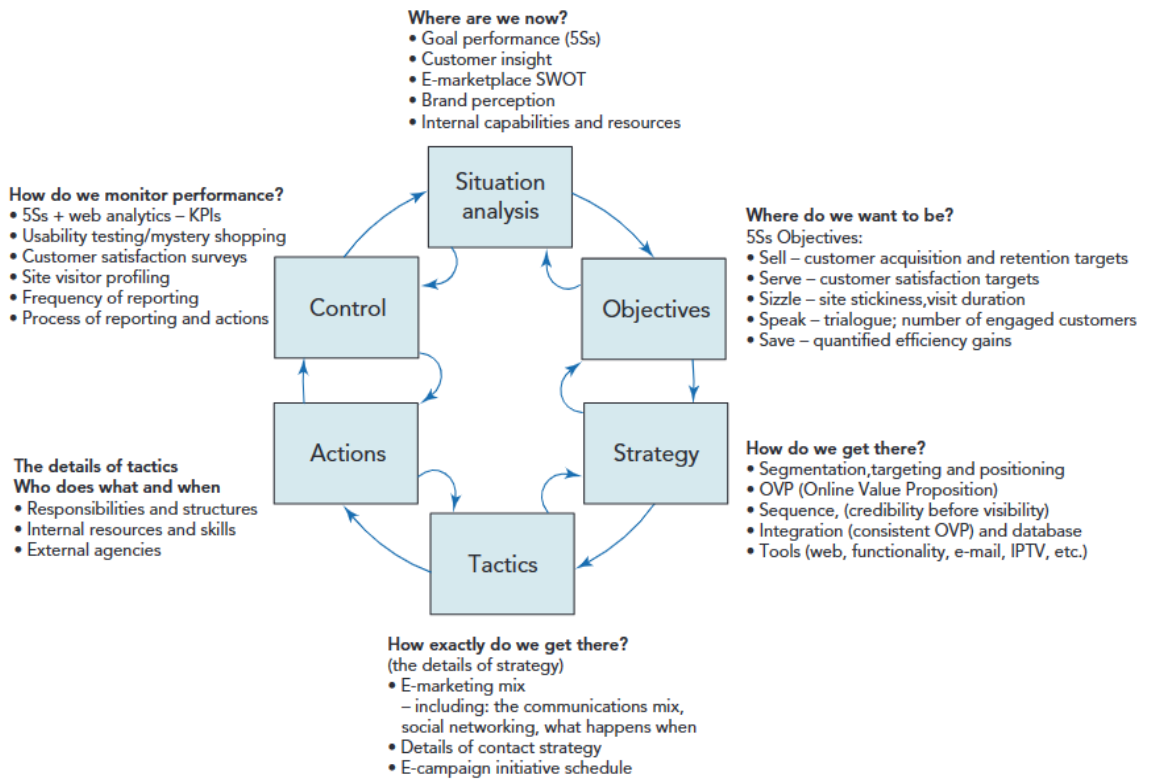 Where are we now?
• Goal performance (5Ss)
• Customer insight
• E-marketplace SWOT
• Brand perception
• Internal capabilities and resources
Situation
analysis
Where do we want to be?
5Ss Objectives:
• Sell – customer acquisition and retention targets
• Serve – customer satisfaction targets
• Sizzle – site stickiness,visit duration
• Speak – trialogue; number of engaged customers
• Save – quantified efficiency gains
Objectives
How do we get there?
• Segmentation,targeting and positioning
• OVP (Online Value Proposition)
• Sequence, (credibility before visibility)
• Integration (consistent OVP) and database
• Tools (web, functionality, e-mail, IPTV, etc.)
Strategy
Tactics
How exactly do we get there?
(the details of strategy)
• E-marketing mix
– including: the communications mix,
social networking, what happens when
• Details of contact strategy
• E-campaign initiative schedule
Actions
The details of tactics
Who does what and when
• Responsibilities and structures
• Internal resources and skills
• External agencies
Control
How do we monitor performance?
• 5Ss + web analytics – KPIs
• Usability testing/mystery shopping
• Customer satisfaction surveys
• Site visitor profiling
• Frequency of reporting
• Process of reporting and actions